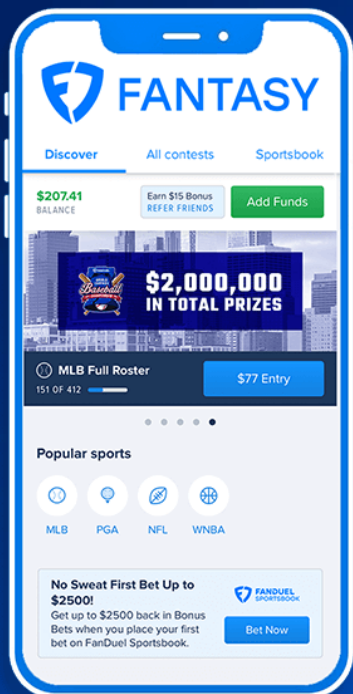 FANTASY
Discover All contests Sportsbook
$207.41
BALANCE
Earn $15 Bonus
REFER FRIENDS
Add Funds
Baseball
$2,000,000
IN TOTAL PRIZES
MLB Full Roster
151 OF 412
$77 Entry
Popular sports
MLB PGA NFL WNBA
No Sweat First Bet Up to
$2500!
Get up to $2500 back in Bonus
Bets when you place your first
bet on FanDuel Sportsbook.
FANDUEL
SPORTSBOOK
Bet Now